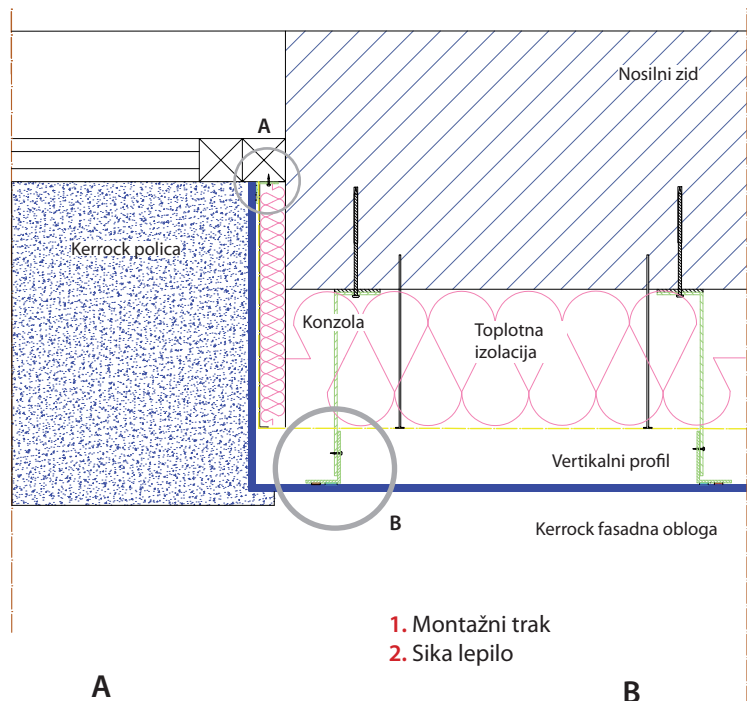 Nosilni zid
A
Kerrock polica
Konzola
Toplotna
izolacija
Vertikalni profil
B
Kerrock fasadna obloga
1. Montažni trak
2. Sika lepilo
A
B